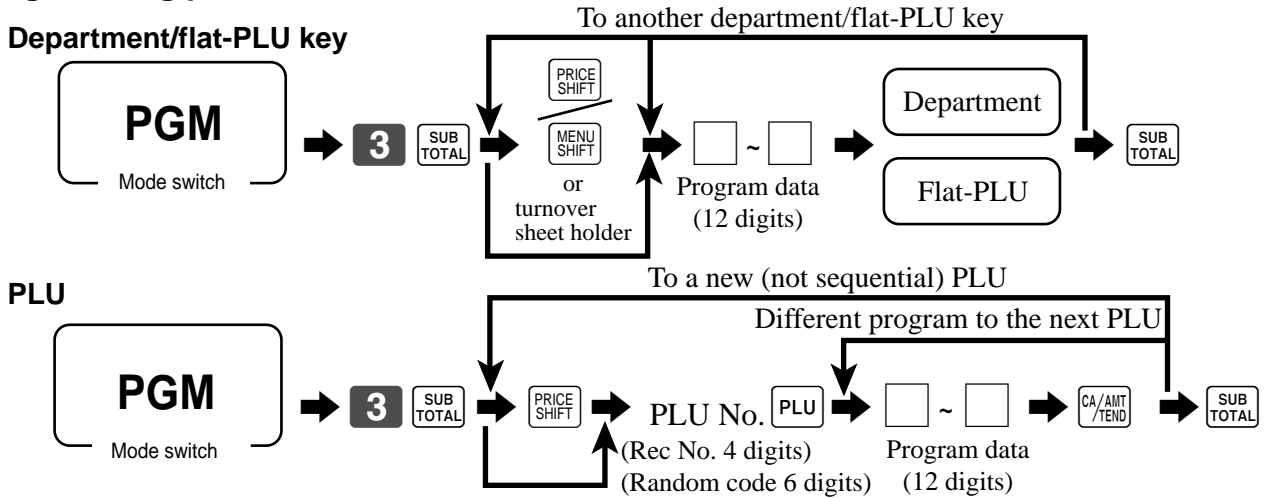 To another department/flat-PLU key
Department/flat-PLU key
PGM
Mode switch
3
SUB
TOTAL
PRICE
SHIFT
MENU
SHIFT
or
turnover
sheet holder
~
Program data
(12 digits)
Department
Flat-PLU
SUB
TOTAL
To a new (not sequential) PLU
PLU
Different program to the next PLU
PGM
Mode switch
3
SUB
TOTAL
PRICE
SHIFT
PLU No. PLU
(Rec No. 4 digits)
(Random code 6 digits)
~
Program data
(12 digits)
CA/AMT
/TEND
SUB
TOTAL